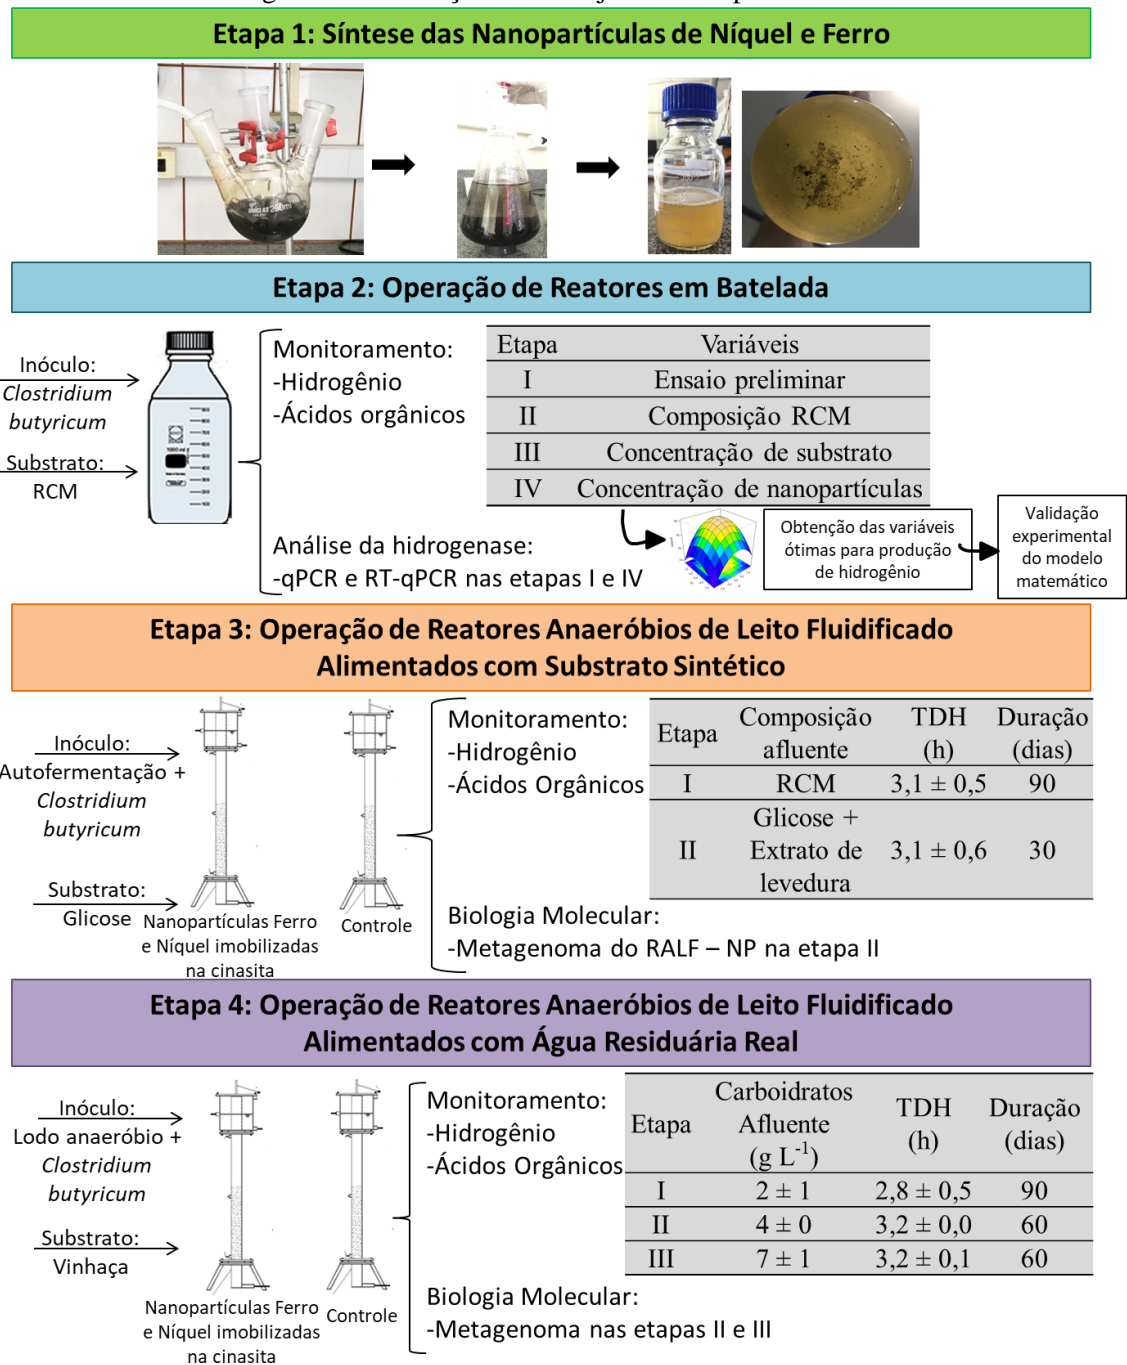 Etapa 1: Síntese das Nanopartículas de Níquel e Ferro
Etapa 2: Operação de Reatores em Batelada
Inóculo:
Clostridium
butyricum
Substrato:
RCM
Monitoramento:
-Hidrogênio
-Ácidos orgânicos
Análise da hidrogenase:
-qPCR e RT-qPCR nas etapas I e IV
Etapa Variáveis
I Ensaio preliminar
II Composição RCM
III Concentração de substrato
IV Concentração de nanopartículas
Obtenção das variáveis
ótimas para produção
de hidrogênio
Validação
experimental
do modelo
matemático
Etapa 3: Operação de Reatores Anaeróbios de Leito Fluidificado
Alimentados com Substrato Sintético
Inóculo:
Autofermentação +
Clostridium
butyricum
Substrato:
Glicose
Nanopartículas Ferro
e Níquel imobilizadas
na cinasita
Controle
Monitoramento:
-Hidrogênio
-Ácidos Orgânicos
Biologia Molecular:
-Metagenoma do RALF – NP na etapa II
Etapa Composição afluente TDH (h) Duração (dias)
I RCM 3,1 ± 0,5 90
II Glicose + Extrato de levedura 3,1 ± 0,6 30
Etapa 4: Operação de Reatores Anaeróbios de Leito Fluidificado
Alimentados com Água Residuária Real
Inóculo:
Lodo anaeróbio +
Clostridium
butyricum
Substrato:
Vinhaça
Nanopartículas Ferro
e Níquel imobilizadas
na cinasita
Controle
Monitoramento:
-Hidrogênio
-Ácidos Orgânicos
Biologia Molecular:
-Metagenoma nas etapas II e III
Etapa Carboidratos Afluente (g L-1) TDH (h) Duração (dias)
I 2 ± 1 2,8 ± 0,5 90
II 4 ± 0 3,2 ± 0,0 60
III 7 ± 1 3,2 ± 0,1 60